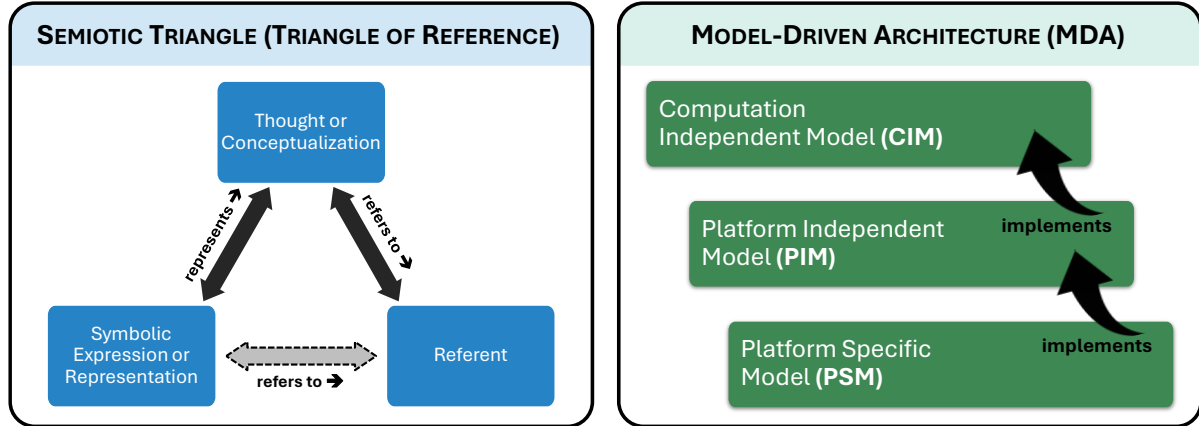 SEMIOTIC TRIANGLE (TRIANGLE OF REFERENCE)
Thought or
Conceptualization
represents ➔
refers to ➔
Symbolic
Expression or
Representation
refers to ➔
Referent
MODEL-DRIVEN ARCHITECTURE (MDA)
Computation
Independent Model (CIM)
Platform Independent
Model (PIM)
implements
Platform Specific
Model (PSM)
implements